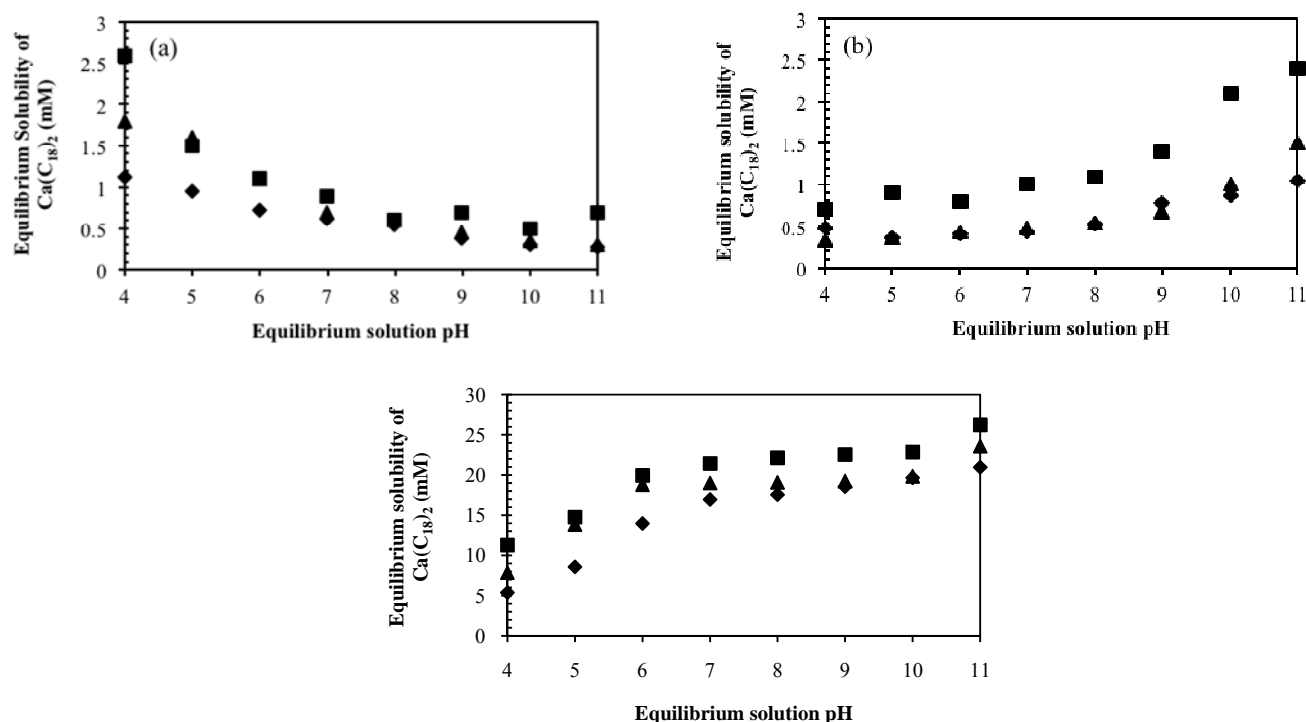 Equilibrium Solubility of
Ca(C₁₈)₂ (mM)
3
2.5
2
1.5
1
0.5
0
(a)
4 5 6 7 8 9 10 11
Equilibrium solution pH
Equilibrium solubility of
Ca(C₁₈)₂ (mM)
3
2.5
2
1.5
1
0.5
0
(b)
4 5 6 7 8 9 10 11
Equilibrium solution pH
Equilibrium solubility of
Ca(C₁₈)₂ (mM)
30
25
20
15
10
5
0
4 5 6 7 8 9 10 11
Equilibrium solution pH